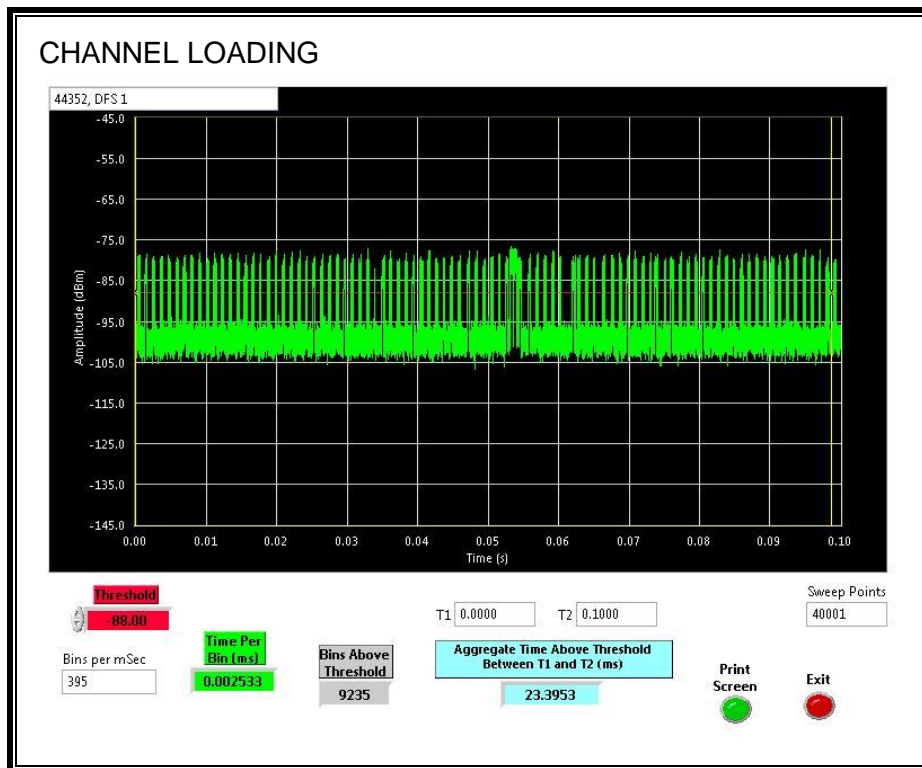 CHANNEL LOADING
44352, DFS 1
-45.0
-55.0
-65.0
-75.0
-85.0
-95.0
-105.0
-115.0
-125.0
-135.0
-145.0
Amplitude (dBm)
0.00 0.01 0.02 0.03 0.04 0.05 0.06 0.07 0.08 0.09 0.10
Time (s)
Threshold
-88.00
T1 0.0000 T2 0.1000
Sweep Points
40001
Bins per mSec
395
Time Per
Bin (ms)
0.002533
Bins Above
Threshold
9235
Aggregate Time Above Threshold
Between T1 and T2 (ms)
23.3953
Print
Screen
Exit